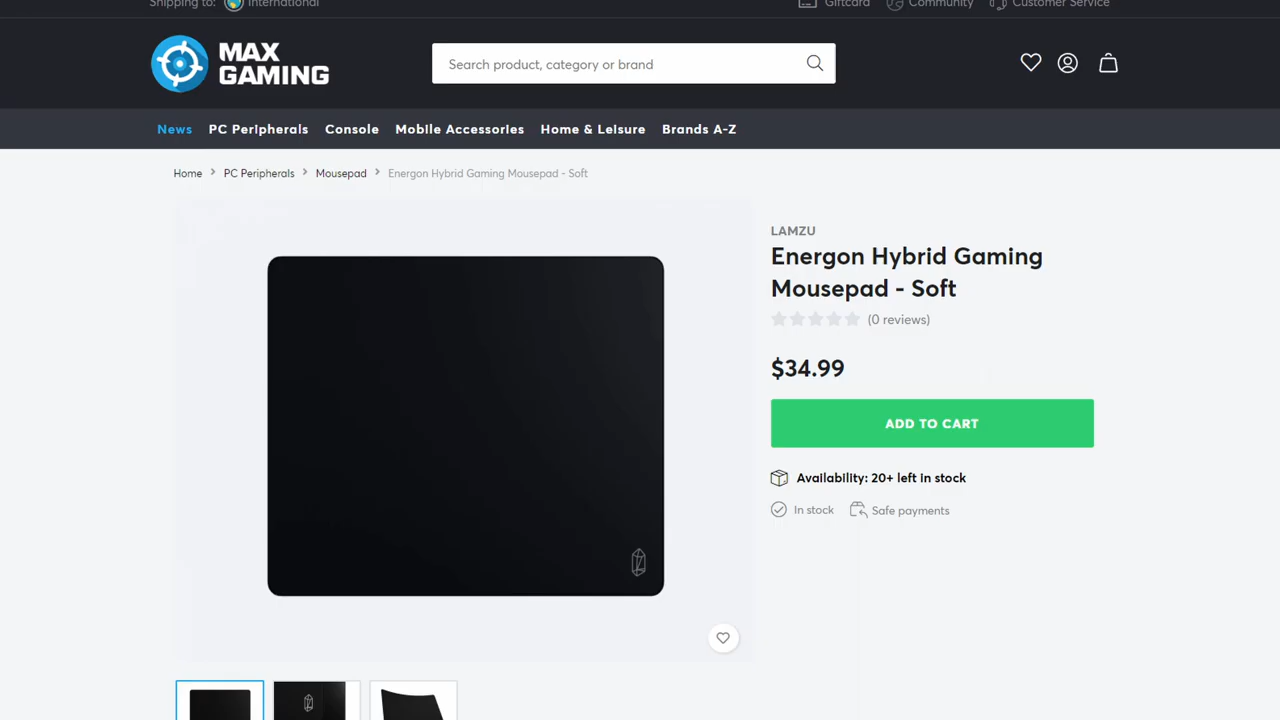 Shipping to: International
Giftcard Community Customer Service
MAX
GAMING
Search product, category or brand
News PC Peripherals Console Mobile Accessories Home & Leisure Brands A-Z
Home > PC Peripherals > Mousepad > Energon Hybrid Gaming Mousepad - Soft
LAMZU
Energon Hybrid Gaming
Mousepad - Soft
(0 reviews)
$34.99
ADD TO CART
Availability: 20+ left in stock
In stock Safe payments